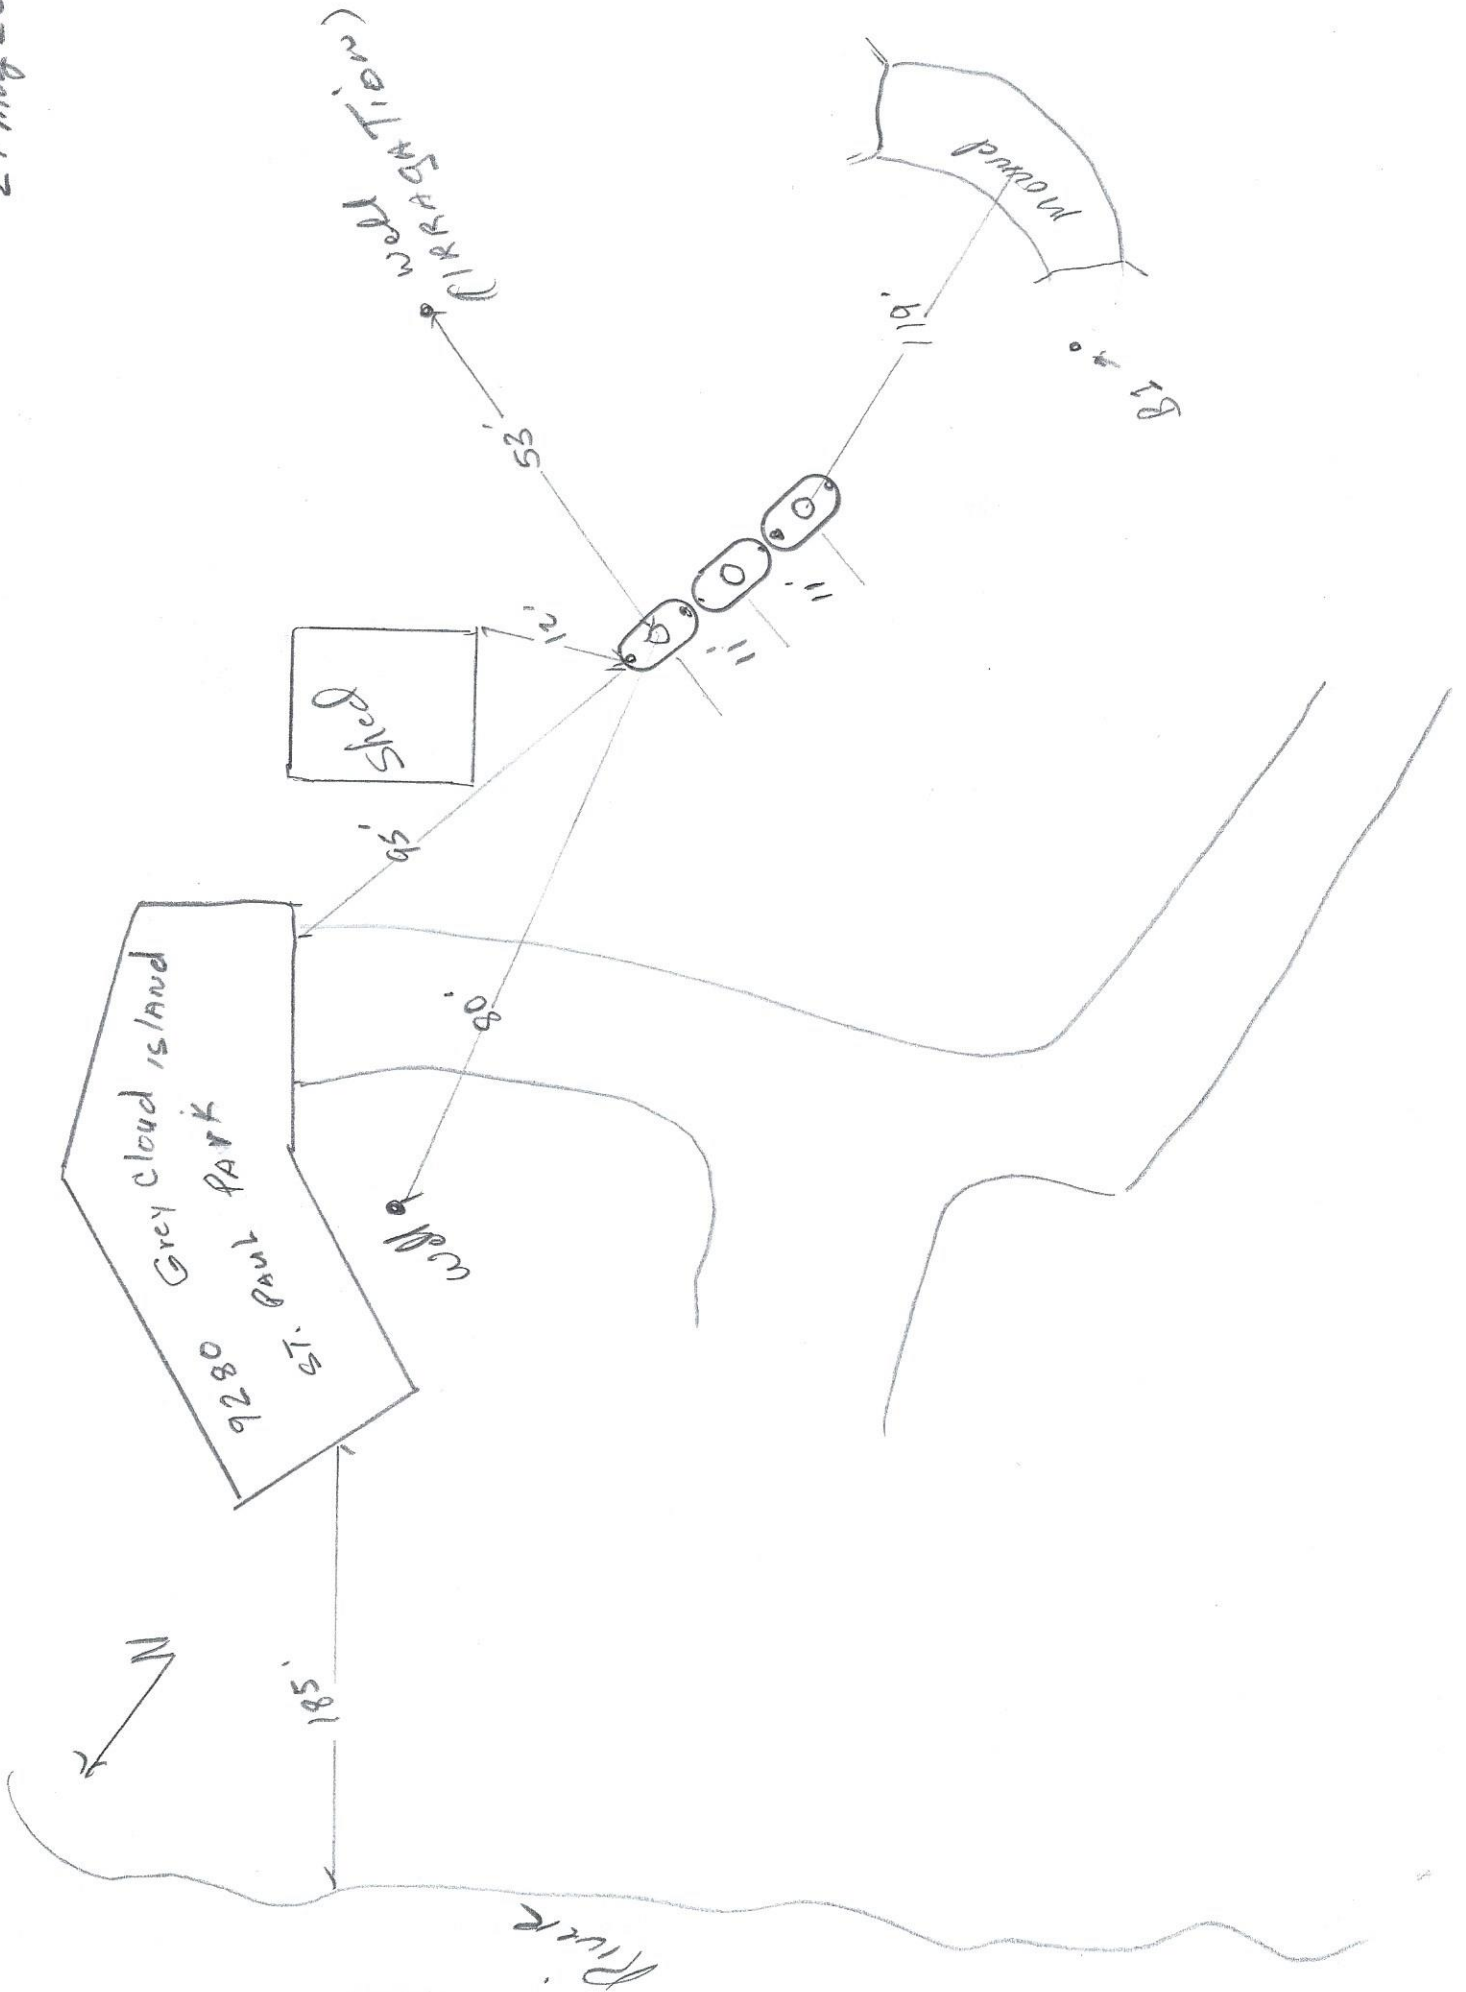 N
9280 Grey Cloud island
ST. Paul PArK
185'
River
Well
80'
95'
Shed
12'
53'
Well
(IRRAgATioN)
11'
11'
119'
Mound
B1